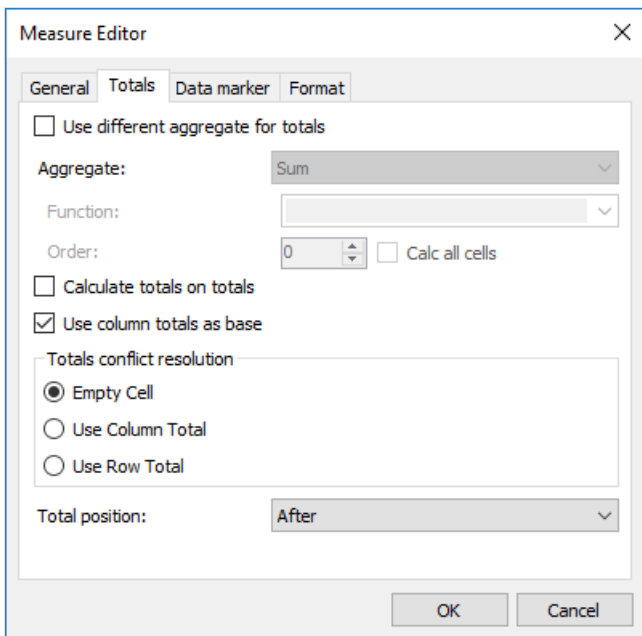 Measure Editor
General Totals Data marker Format
Use different aggregate for totals
Aggregate: Sum
Function:
Order: 0 Calc all cells
Calculate totals on totals
Use column totals as base
Totals conflict resolution
Empty Cell
Use Column Total
Use Row Total
Total position: After
OK Cancel